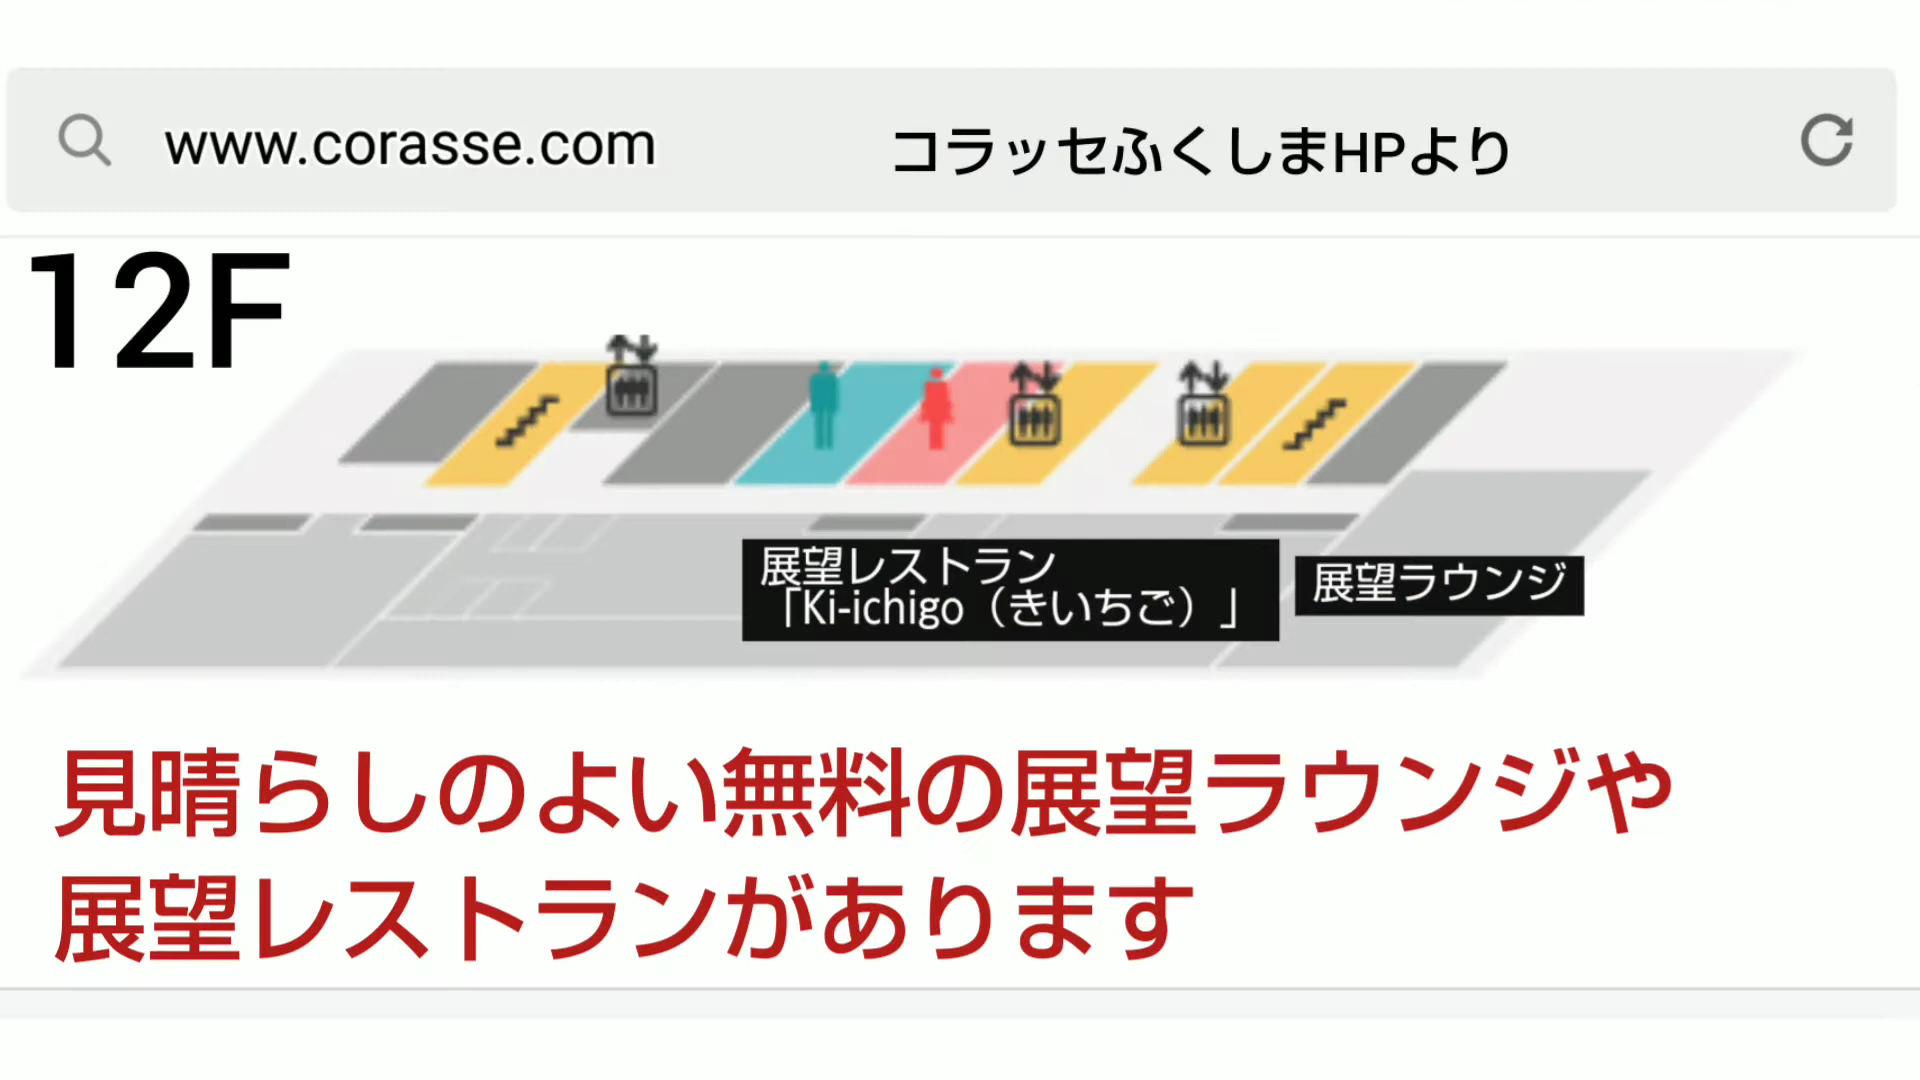 www.corasse.com
コラッセふくしまHPより
12F
展望レストラン
「Ki-ichigo（きいちご）」
展望ラウンジ
見晴らしのよい無料の展望ラウンジや
展望レストランがあります